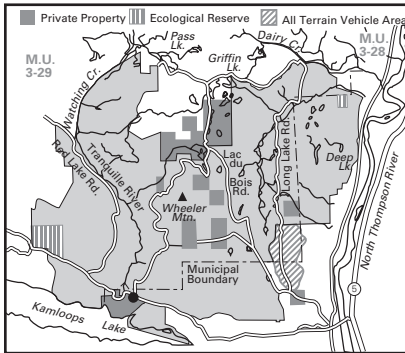 Private Property
Ecological Reserve
All Terrain Vehicle Area
M.U.
3-29
Watching Cr.
Pass
Lk.
Griffin
Lk.
Dairy Cr.
M.U.
3-28
Red Lake Rd.
Tranquille River
Lac
du
Bois Rd.
Long Lake Rd.
Deep
Lk.
Wheeler
Mtn.
North Thompson River
Municipal
Boundary
5
Kamloops
Lake